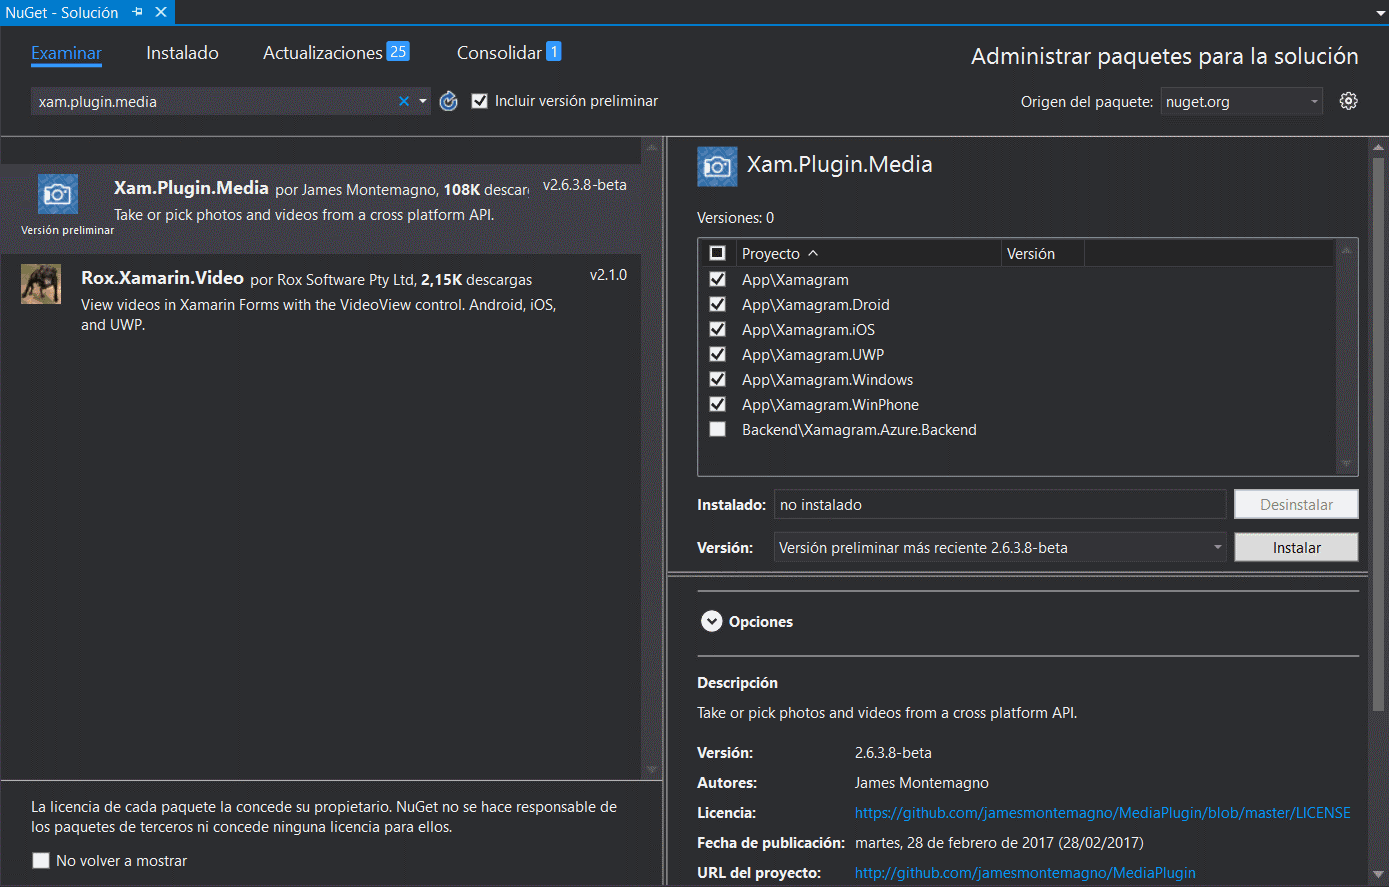 NuGet - Solución
Examinar Instalado Actualizaciones 25 Consolidar 1
Administrar paquetes para la solución
xam.plugin.media
Incluir versión preliminar
Origen del paquete: nuget.org
Xam.Plugin.Media por James Montemagno, 108K descar
v2.6.3.8-beta
Take or pick photos and videos from a cross platform API.
Versión preliminar
Rox.Xamarin.Video por Rox Software Pty Ltd, 2,15K descargas
v2.1.0
View videos in Xamarin Forms with the VideoView control. Android, iOS,
and UWP.
La licencia de cada paquete la concede su propietario. NuGet no se hace responsable de
los paquetes de terceros ni concede ninguna licencia para ellos.
No volver a mostrar
Xam.Plugin.Media
Versiones: 0
Proyecto Versión
App\Xamagram
App\Xamagram.Droid
App\Xamagram.iOS
App\Xamagram.UWP
App\Xamagram.Windows
App\Xamagram.WinPhone
Backend\Xamagram.Azure.Backend
Instalado: no instalado Desinstalar
Versión: Versión preliminar más reciente 2.6.3.8-beta Instalar
Opciones
Descripción
Take or pick photos and videos from a cross platform API.
Versión: 2.6.3.8-beta
Autores: James Montemagno
Licencia: https://github.com/jamesmontemagno/MediaPlugin/blob/master/LICENSE
Fecha de publicación: martes, 28 de febrero de 2017 (28/02/2017)
URL del proyecto: http://github.com/jamesmontemagno/MediaPlugin